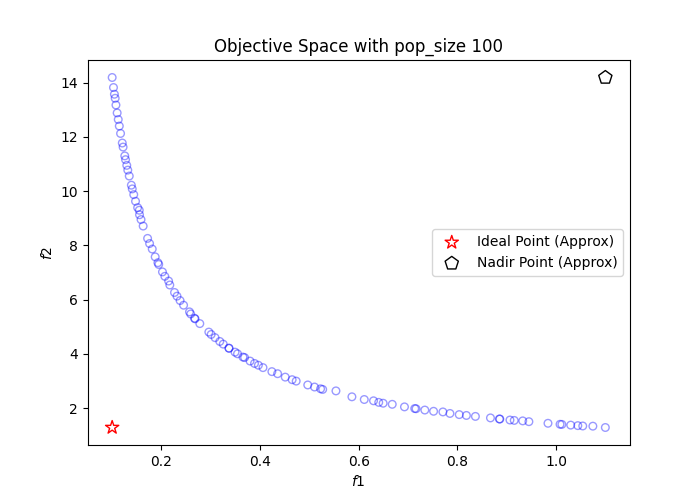 Objective Space with pop_size 100
14
12
10
8
6
4
2
f2
Ideal Point (Approx)
Nadir Point (Approx)
0.2 0.4 0.6 0.8 1.0
f1